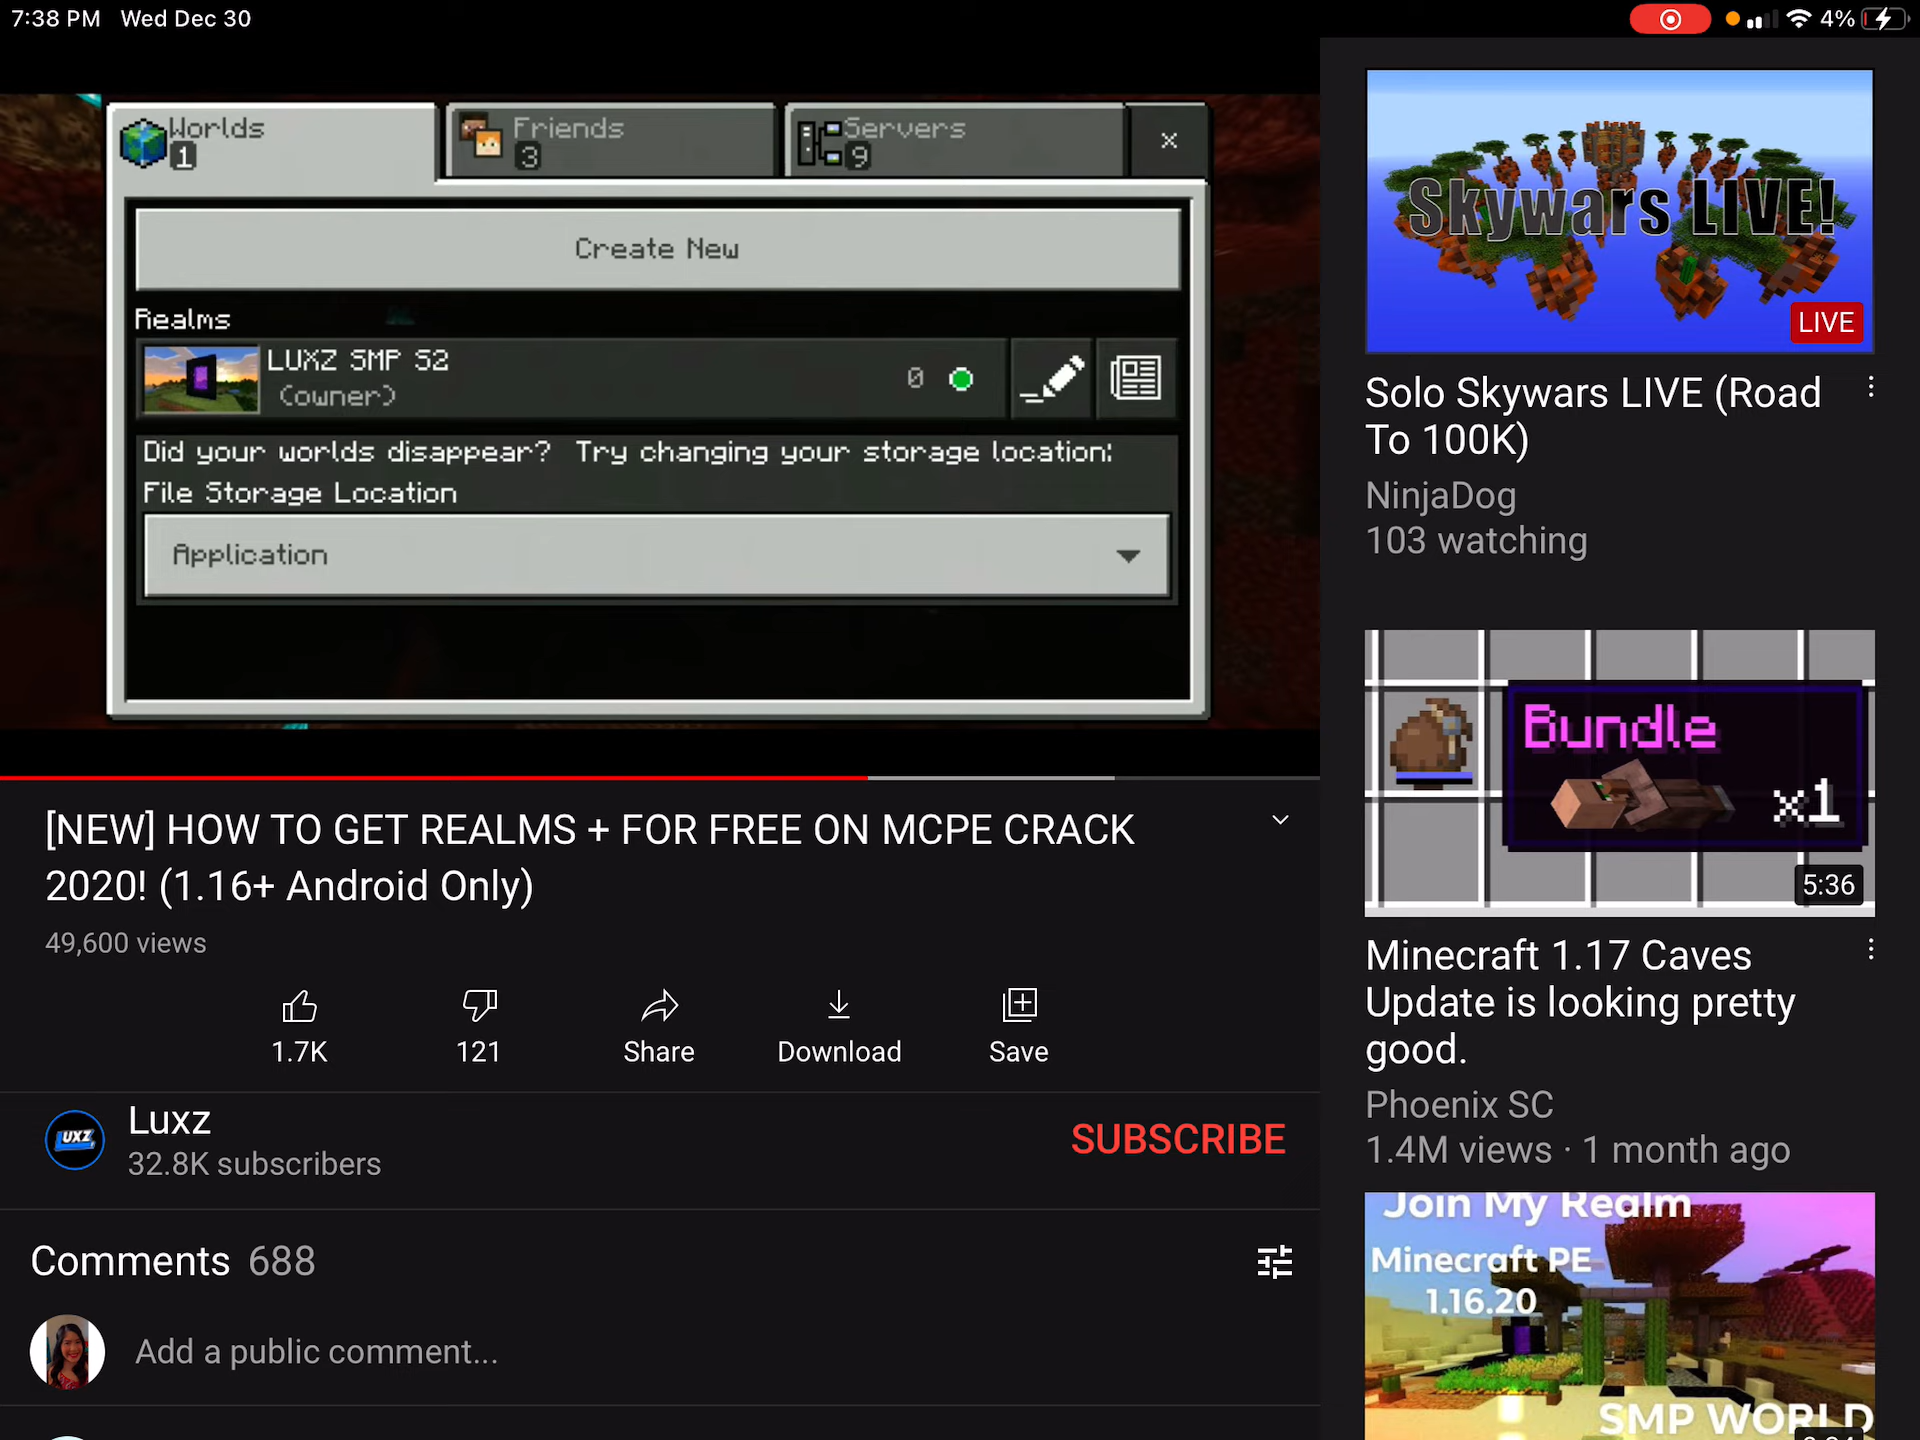 7:38 PM Wed Dec 30
4%
Worlds
1
Friends
3
Servers
9
Create New
Realms
LUXZ SMP S2
(owner)
0
Did your worlds disappear? Try changing your storage location:
File Storage Location
Application
[NEW] HOW TO GET REALMS + FOR FREE ON MCPE CRACK
2020! (1.16+ Android Only)
49,600 views
1.7K
121
Share
Download
Save
LUXZ
Luxz
32.8K subscribers
SUBSCRIBE
Comments 688
Add a public comment...
Skywars LIVE!
LIVE
Solo Skywars LIVE (Road
To 100K)
NinjaDog
103 watching
Bundle
x1
5:36
Minecraft 1.17 Caves
Update is looking pretty
good.
Phoenix SC
1.4M views · 1 month ago
Join My Realm
Minecraft PE
1.16.20
SMP WORLD